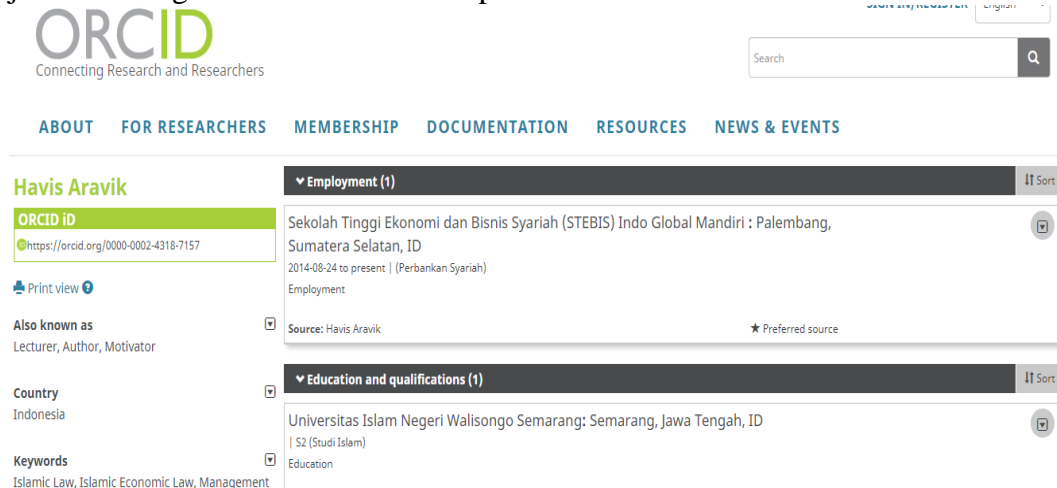 SIGN IN/REGISTER English
ORCID
Connecting Research and Researchers
Search
ABOUT FOR RESEARCHERS MEMBERSHIP DOCUMENTATION RESOURCES NEWS & EVENTS
Havis Aravik
ORCID iD
iD https://orcid.org/0000-0002-4318-7157
Print view ?
Also known as
Lecturer, Author, Motivator
Country
Indonesia
Keywords
Islamic Law, Islamic Economic Law, Management
Employment (1)
Sort
Sekolah Tinggi Ekonomi dan Bisnis Syariah (STEBIS) Indo Global Mandiri : Palembang,
Sumatera Selatan, ID
2014-08-24 to present | (Perbankan Syariah)
Employment
Source: Havis Aravik ★ Preferred source
Education and qualifications (1)
Sort
Universitas Islam Negeri Walisongo Semarang: Semarang, Jawa Tengah, ID
| S2 (Studi Islam)
Education